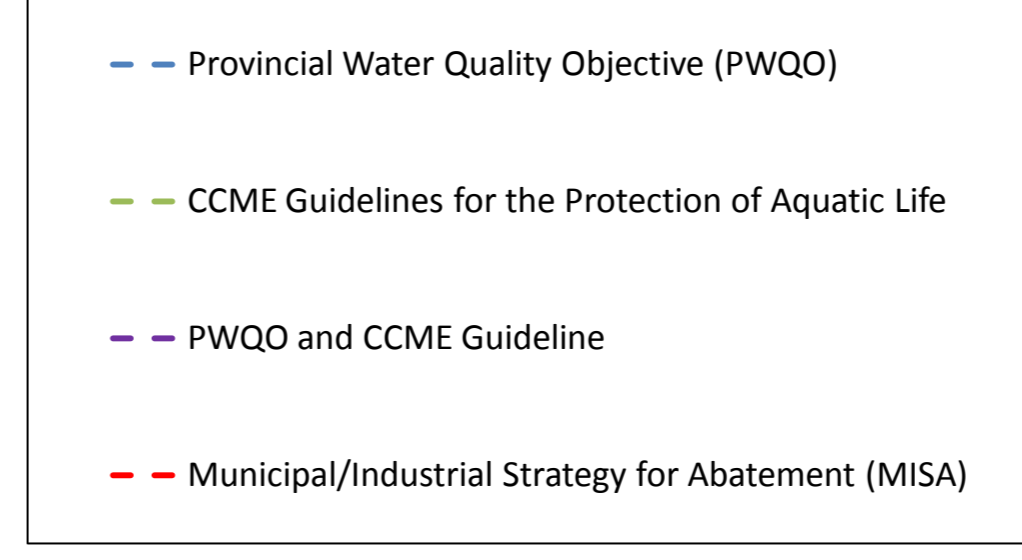 Provincial Water Quality Objective (PWQO)
CCME Guidelines for the Protection of Aquatic Life
PWQO and CCME Guideline
Municipal/Industrial Strategy for Abatement (MISA)